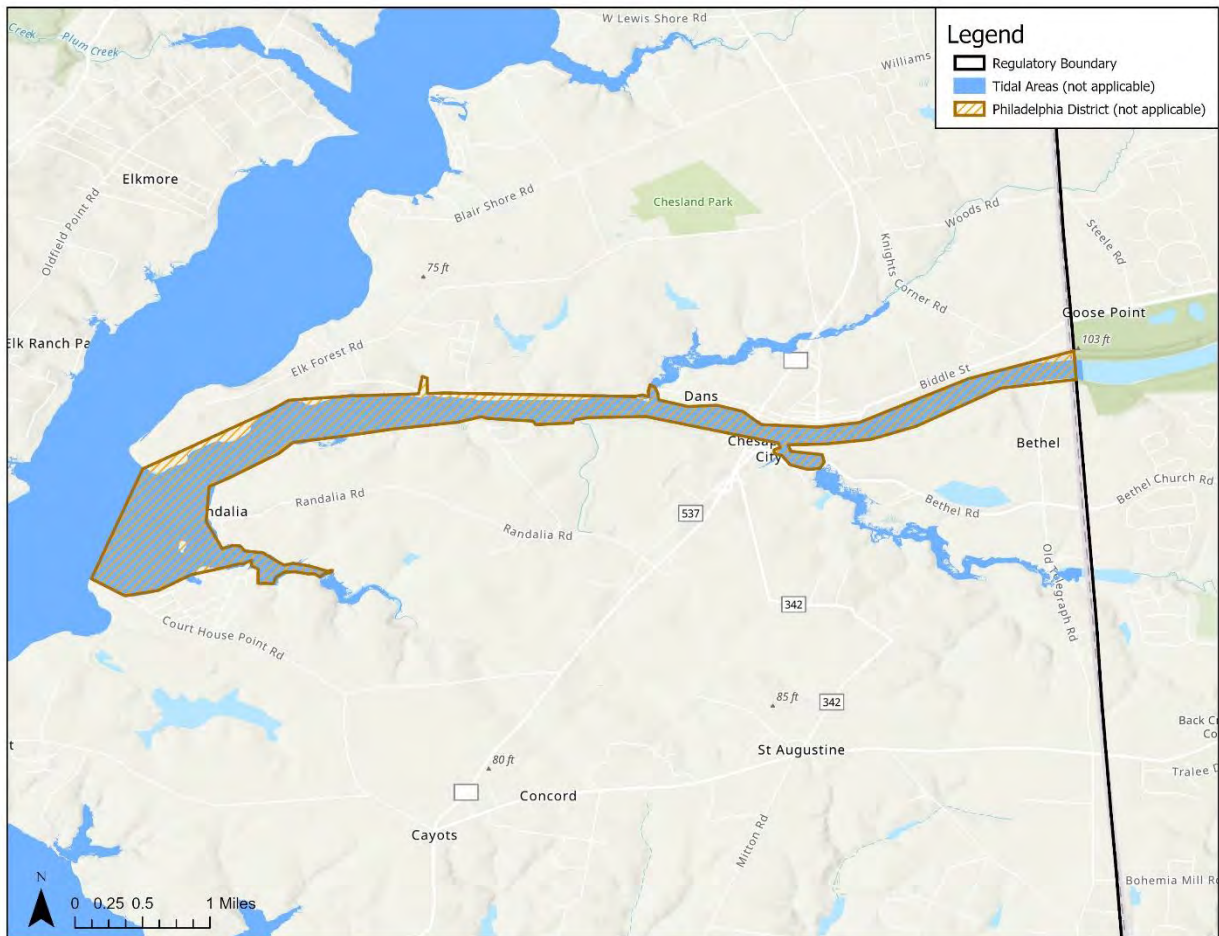 W Lewis Shore Rd
Legend
Creek
Plum Creek
Regulatory Boundary
Williams
Tidal Areas (not applicable)
Philadelphia District (not applicable)
Elkmore
Oldfield Point Rd
Blair Shore Rd
Chesland Park
Woods Rd
Steele Rd
Knights Corner Rd
75 ft
Goose Point
103 ft
Elk Ranch Pa
Elk Forest Rd
Biddle St
Dans
Chesap
City
Bethel
Bethel Church Rd
Randalia Rd
Bethel Rd
ndalia
537
Randalia Rd
Old Telegraph Rd
342
Court House Point Rd
85 ft
342
Back Cr
Co
t
St Augustine
80 ft
Tralee D
Concord
Cayots
Mitton Rd
Bohemia Mill Rd
N
0 0.25 0.5 1 Miles